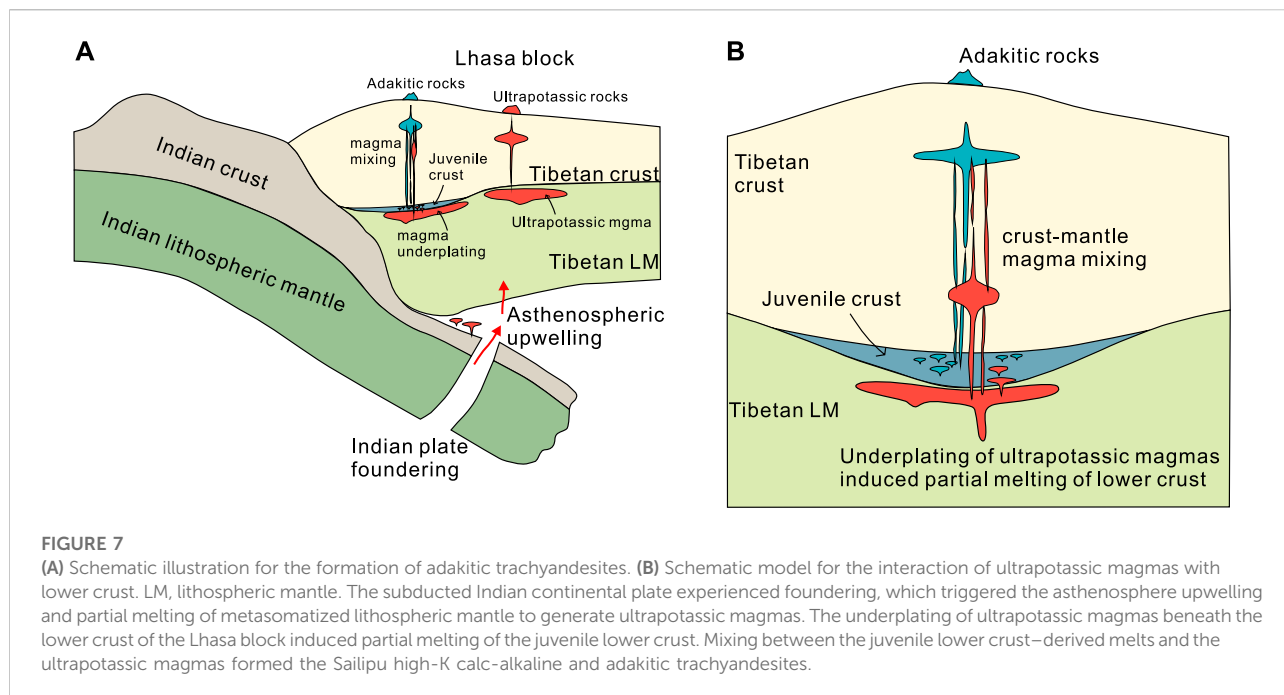 A
Lhasa block
Adakitic rocks
Ultrapotassic rocks
magma
mixing
Juvenile
crust
Indian crust
Tibetan crust
Ultrapotassic mgma
magma
underplating
Indian lithospheric mantle
Tibetan LM
Asthenospheric
upwelling
Indian plate
foundering
B
Adakitic rocks
Tibetan
crust
crust-mantle
magma mixing
Juvenile crust
Tibetan LM
Underplating of ultrapotassic magmas
induced partial melting of lower crust
FIGURE 7
(A) Schematic illustration for the formation of adakitic trachyandesites. (B) Schematic model for the interaction of ultrapotassic magmas with
lower crust. LM, lithospheric mantle. The subducted Indian continental plate experienced foundering, which triggered the asthenosphere upwelling
and partial melting of metasomatized lithospheric mantle to generate ultrapotassic magmas. The underplating of ultrapotassic magmas beneath the
lower crust of the Lhasa block induced partial melting of the juvenile lower crust. Mixing between the juvenile lower crust–derived melts and the
ultrapotassic magmas formed the Sailipu high-K calc-alkaline and adakitic trachyandesites.